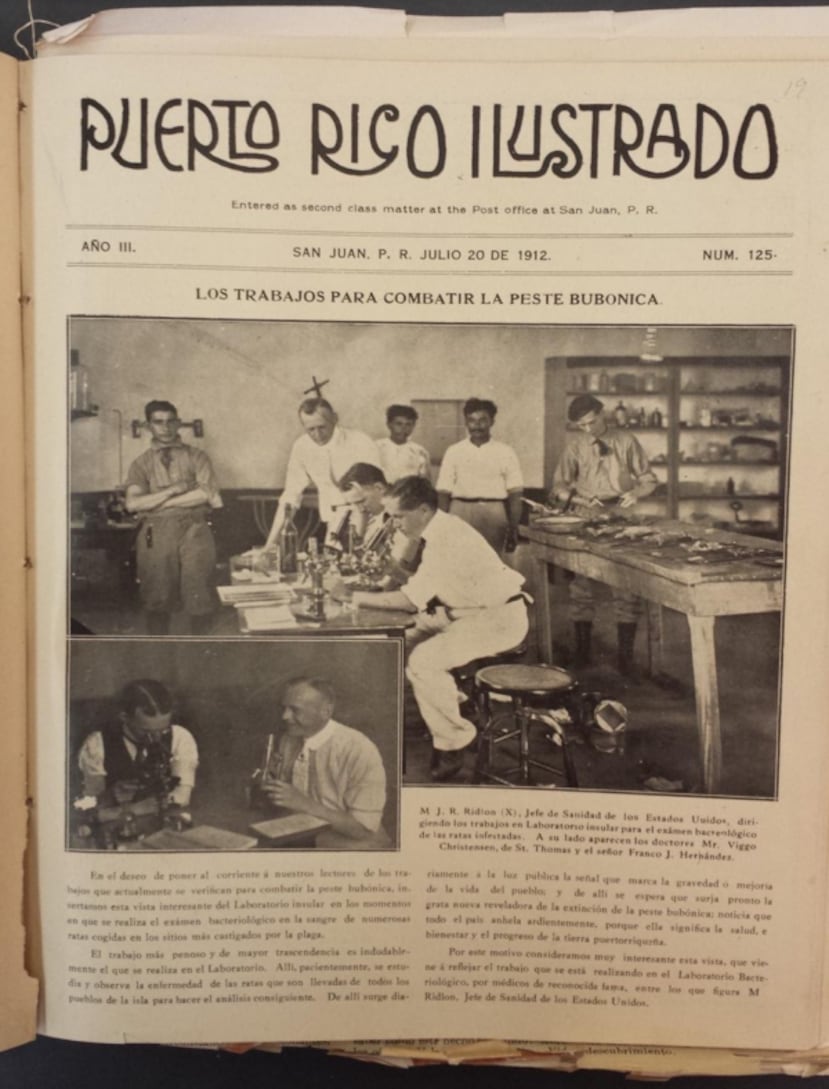 19
PUERTO RICO ILUSTRADO
Entered as second class matter at the Post office at San Juan, P. R.
AÑO III.
SAN JUAN, P. R. JULIO 20 DE 1912.
NUM. 125.
LOS TRABAJOS PARA COMBATIR LA PESTE BUBONICA.
M J. R. Ridlon (X), Jefe de Sanidad de los Estados Unidos, diri-
giendo los trabajos en Laboratorso insular para el exámen bacteológico
de las ratas infestadas. A su lado aparecen los doctores Mr. Viggo
Christensen, de St. Thomas y el señor Franco J. Hernández.
En el deseo de poner al corriente á nuestros lectores de los tra-
bajos que actualmente se verifican para combatir la peste bubónica, in-
sertamos esta vista interesante del Laboratorio insular en los momentos
en que se realiza el exámen bacteriológico en la sangre de numerosas
ratas cogidas en los sitios más castigados por la plaga.
El trabajo más penoso y de mayor trascendencia es indudable-
mente el que se realiza en el Laboratorio. Allí, pacientemente, se estu-
dia y observa la enfermedad de las ratas que son llevadas de todos los
pueblos de la isla para hacer el análisis consiguiente. De allí surge dia-
riamente á la luz pública la señal que marca la gravedad ó mejoría
de la vida del pueblo; y de allí se espera que surja pronto la
grata nueva reveladora de la extinción de la peste bubónica; noticia que
todo el país anhela ardientemente, porque ella significa la salud, e
bienestar y el progreso de la tierra puertorriqueña.
Por este motivo consideramos muy interesante esta vista, que vie-
ne á reflejar el trabajo que se está realizando en el Laboratorio Bacte-
riológico, por médicos de reconocida fama, entre los que figura M
Ridlon, Jefe de Sanidad de los Estados Unidos.
descubrimiento.